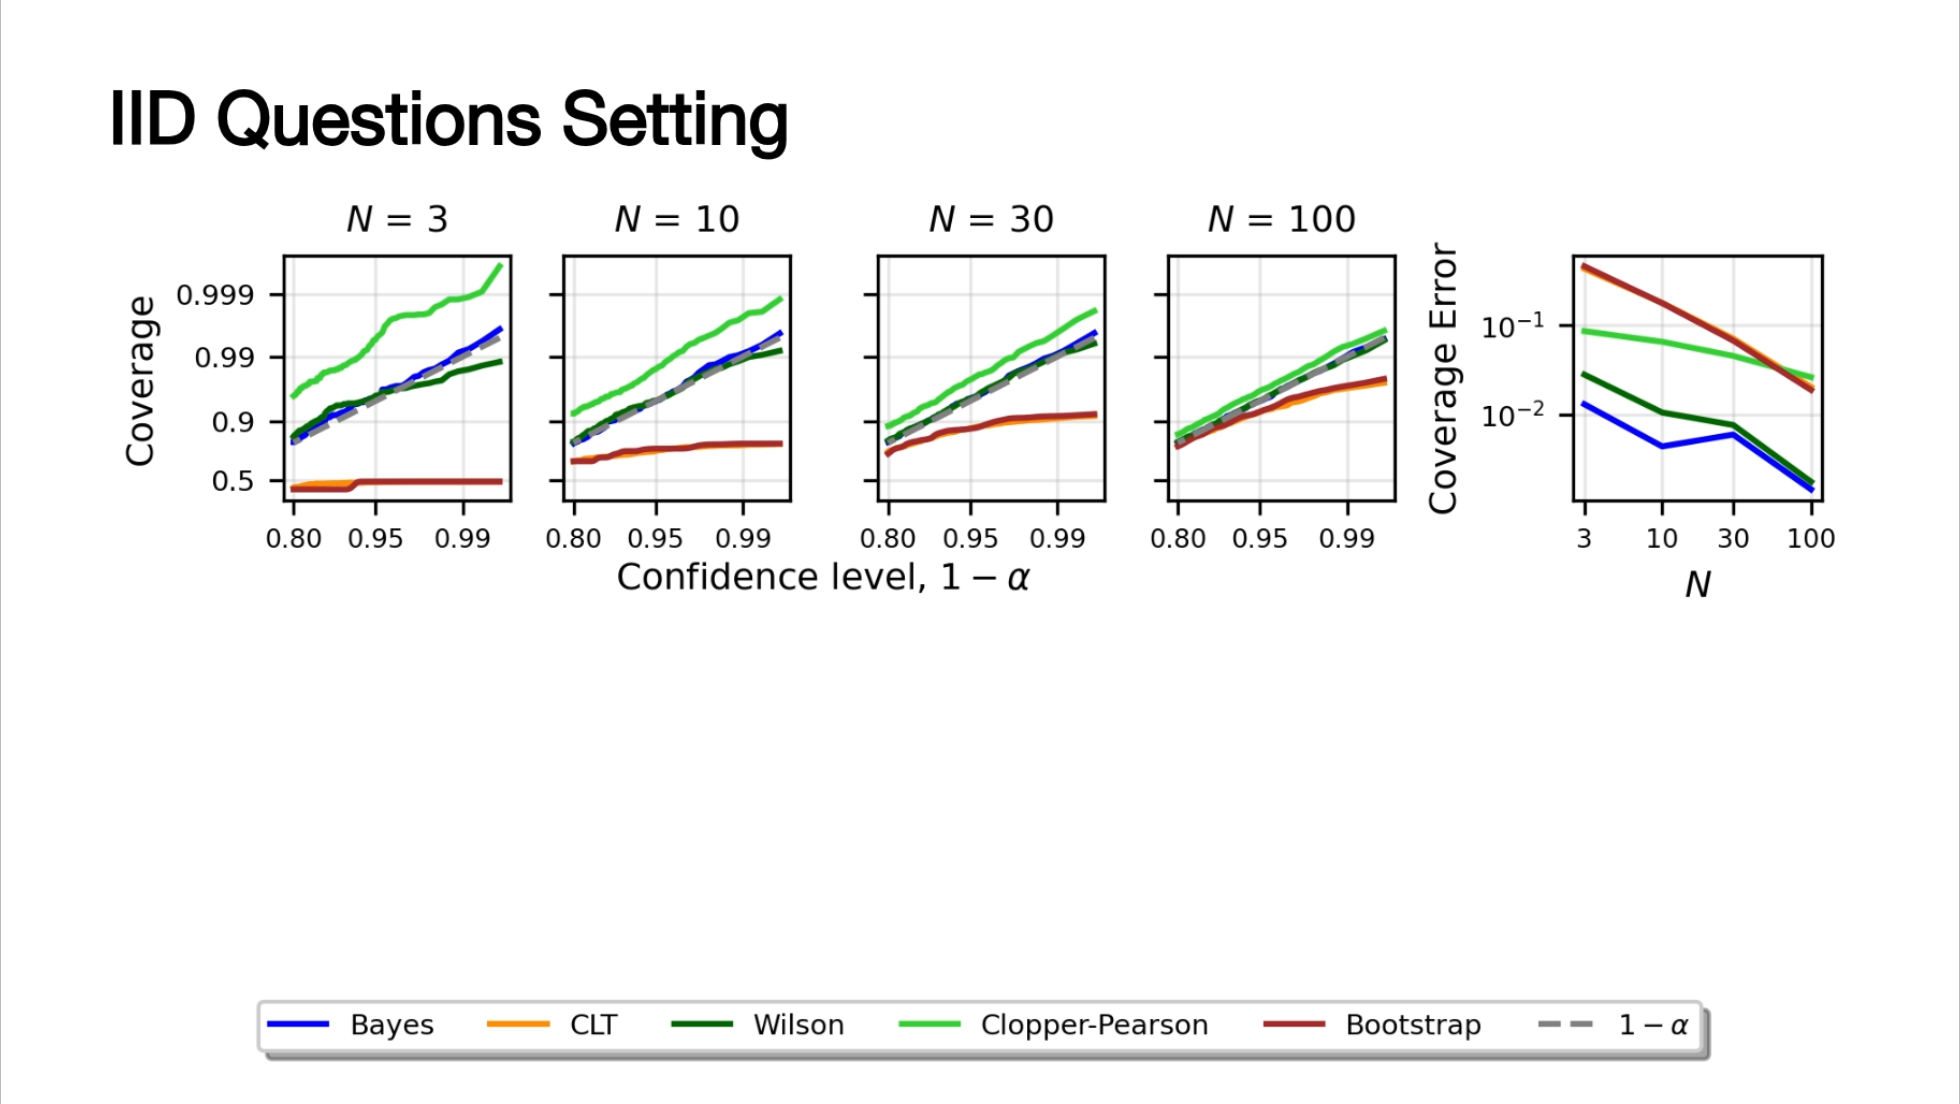 IID Questions Setting
N = 3
N = 10
N = 30
N = 100
Coverage
0.999
0.99
0.9
0.5
0.80 0.95 0.99
0.80 0.95 0.99
0.80 0.95 0.99
0.80 0.95 0.99
Confidence level, 1 − α
Coverage Error
10⁻¹
10⁻²
3 10 30 100
N
Bayes CLT Wilson Clopper-Pearson Bootstrap 1 − α